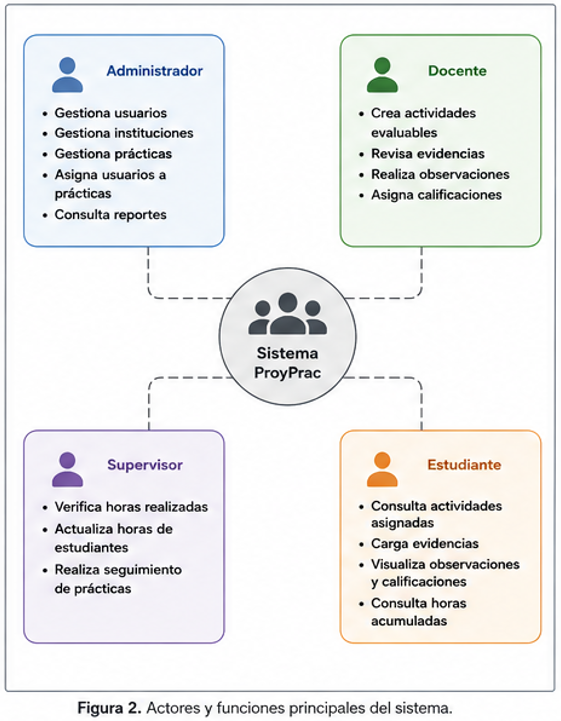 Administrador
• Gestiona usuarios
• Gestiona instituciones
• Gestiona prácticas
• Asigna usuarios a
prácticas
• Consulta reportes
Docente
• Crea actividades
evaluables
• Revisa evidencias
• Realiza observaciones
• Asigna calificaciones
Sistema
ProyPrac
Supervisor
• Verifica horas realizadas
• Actualiza horas de
estudiantes
• Realiza seguimiento
de prácticas
Estudiante
• Consulta actividades
asignadas
• Carga evidencias
• Visualiza observaciones
y calificaciones
• Consulta horas
acumuladas
Figura 2. Actores y funciones principales del sistema.